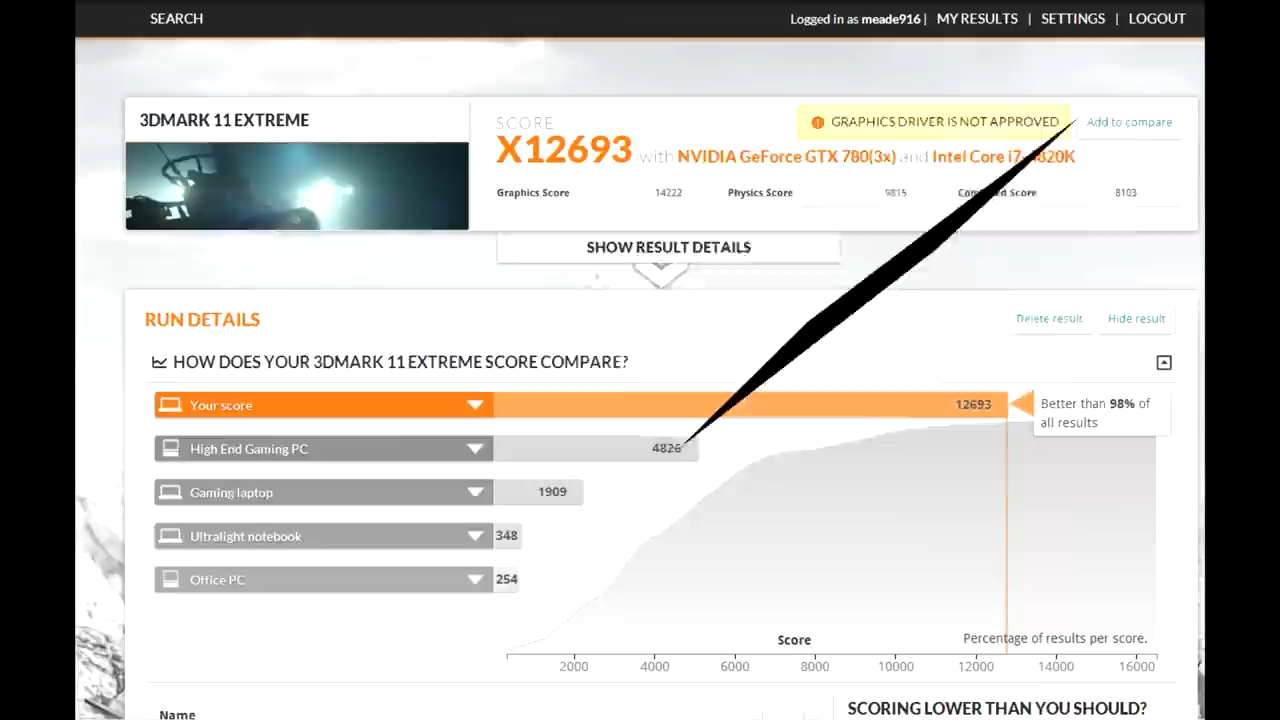 SEARCH
Logged in as meade916 | MY RESULTS | SETTINGS | LOGOUT
3DMARK 11 EXTREME
SCORE
GRAPHICS DRIVER IS NOT APPROVED
Add to compare
X12693 with NVIDIA GeForce GTX 780(3x) and Intel Core i7
Graphics Score 14222 Physics Score 9815 Score 8103
SHOW RESULT DETAILS
RUN DETAILS
Delete result Hide result
HOW DOES YOUR 3DMARK 11 EXTREME SCORE COMPARE?
Your score 12693
Better than 98% of
all results
High End Gaming PC 4826
Gaming laptop 1909
Ultralight notebook 348
Office PC 254
Score
Percentage of results per score.
2000 4000 6000 8000 10000 12000 14000 16000
Name
SCORING LOWER THAN YOU SHOULD?